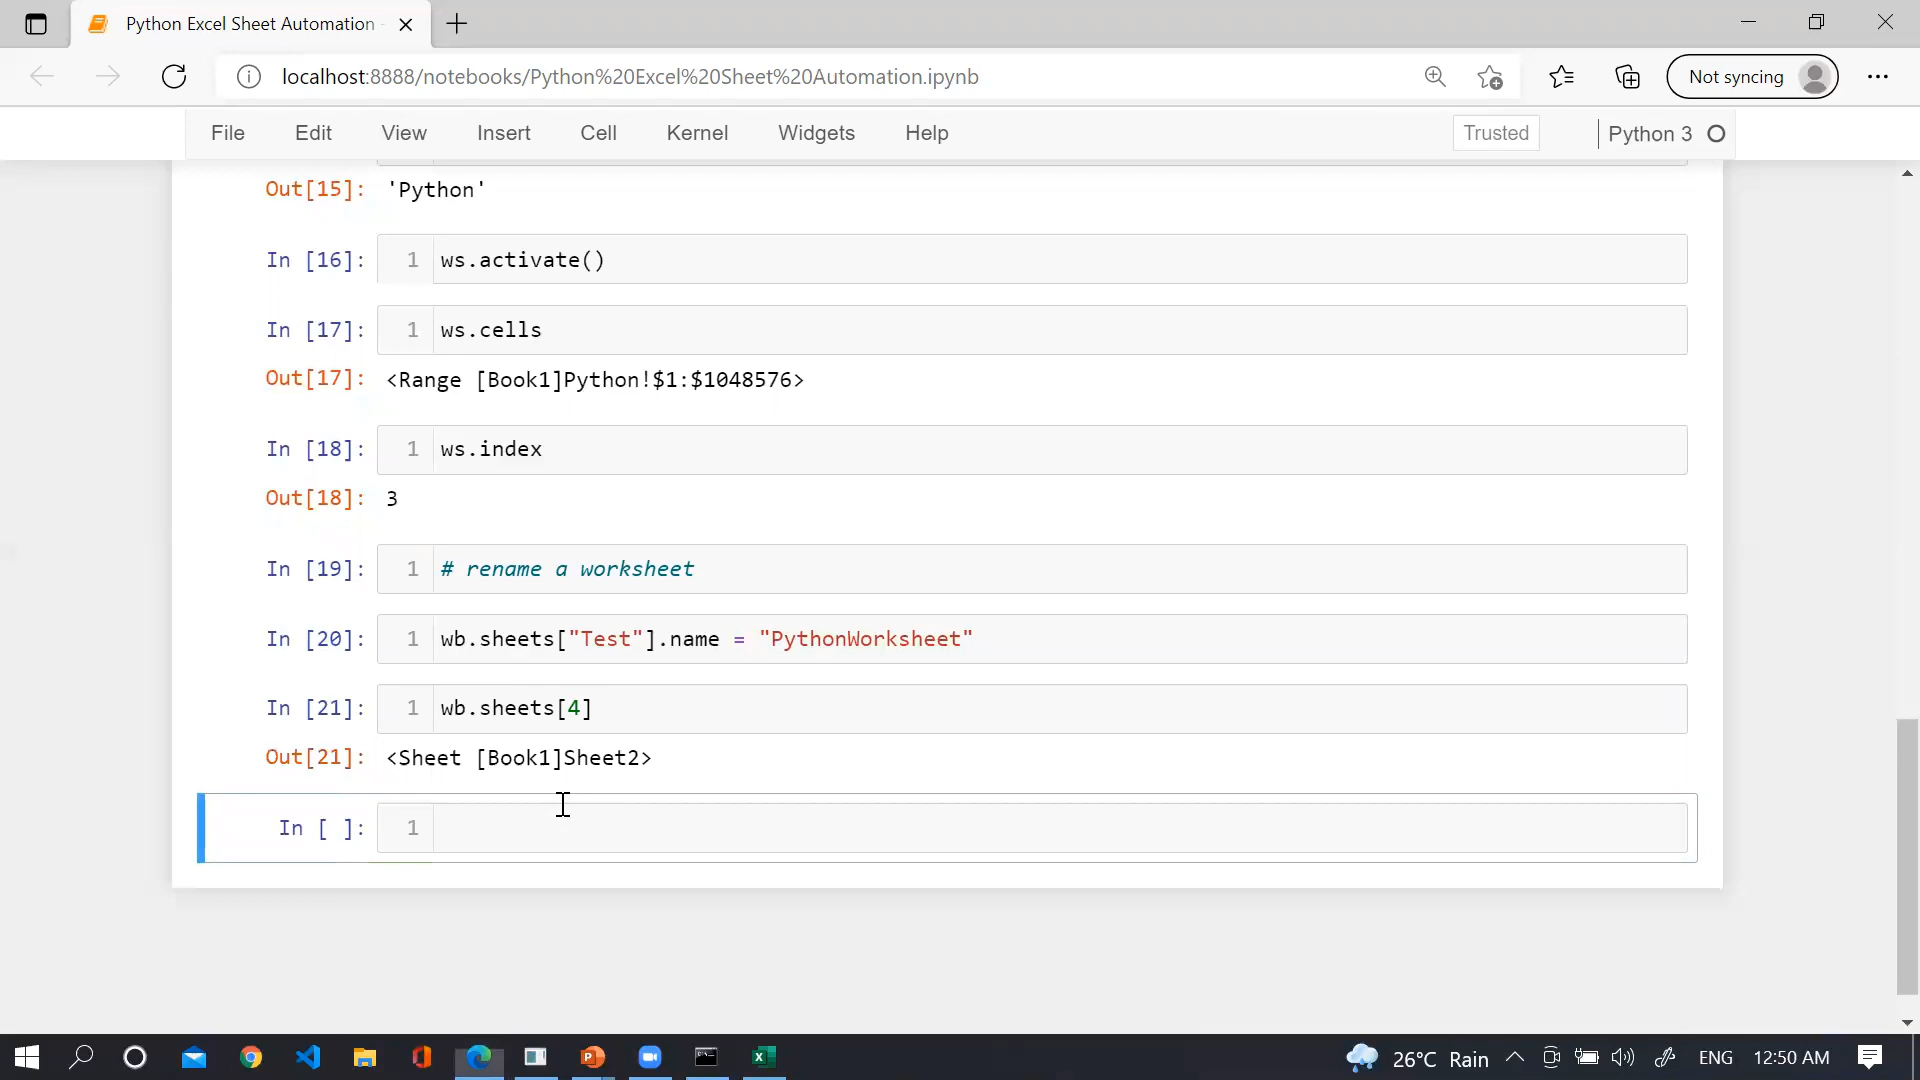 Python Excel Sheet Automation -
localhost:8888/notebooks/Python%20Excel%20Sheet%20Automation.ipynb
Not syncing
File Edit View Insert Cell Kernel Widgets Help
Trusted
Python 3
Out[15]: 'Python'
In [16]: 1 ws.activate()
In [17]: 1 ws.cells
Out[17]: <Range [Book1]Python!$1:$1048576>
In [18]: 1 ws.index
Out[18]: 3
In [19]: 1 # rename a worksheet
In [20]: 1 wb.sheets["Test"].name = "PythonWorksheet"
In [21]: 1 wb.sheets[4]
Out[21]: <Sheet [Book1]Sheet2>
In [ ]: 1
26°C Rain
ENG
12:50 AM